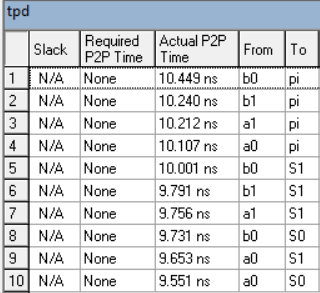 tpd
Slack Required P2P Time Actual P2P Time From To
1 N/A None 10.449 ns b0 pi
2 N/A None 10.240 ns b1 pi
3 N/A None 10.212 ns a1 pi
4 N/A None 10.107 ns a0 pi
5 N/A None 10.001 ns b0 S1
6 N/A None 9.791 ns b1 S1
7 N/A None 9.756 ns a1 S1
8 N/A None 9.731 ns b0 S0
9 N/A None 9.653 ns a0 S1
10 N/A None 9.551 ns a0 S0